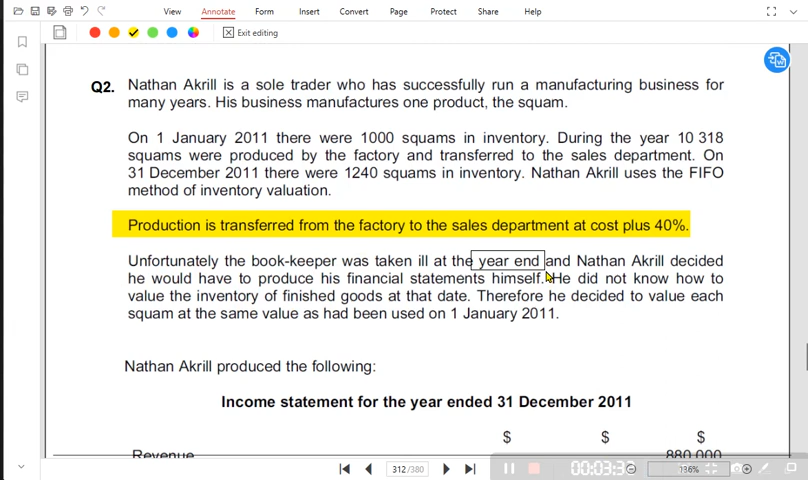 View Annotate Form Insert Convert Page Protect Share Help
Exit editing
Q2. Nathan Akrill is a sole trader who has successfully run a manufacturing business for
many years. His business manufactures one product, the squam.
On 1 January 2011 there were 1000 squams in inventory. During the year 10 318
squams were produced by the factory and transferred to the sales department. On
31 December 2011 there were 1240 squams in inventory. Nathan Akrill uses the FIFO
method of inventory valuation.
Production is transferred from the factory to the sales department at cost plus 40%.
Unfortunately the book-keeper was taken ill at the year end and Nathan Akrill decided
he would have to produce his financial statements himself. He did not know how to
value the inventory of finished goods at that date. Therefore he decided to value each
squam at the same value as had been used on 1 January 2011.
Nathan Akrill produced the following:
Income statement for the year ended 31 December 2011
$ $ $
Revenue 880 000
312/380